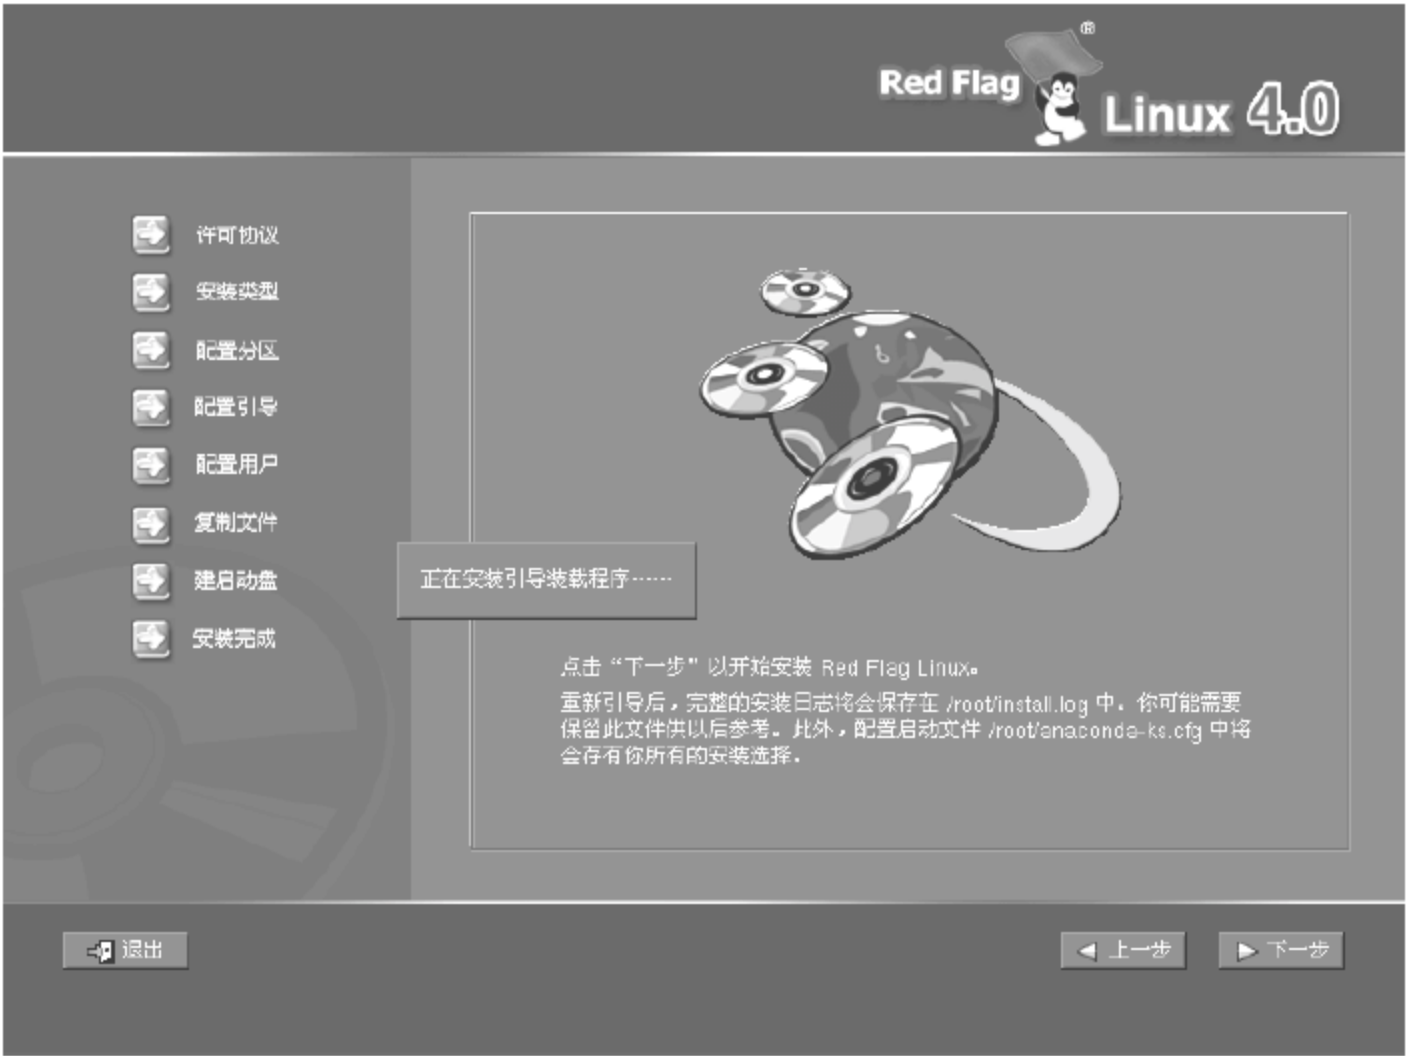 Red Flag Linux 4.0 ®
许可协议
安装类型
配置分区
配置引导
配置用户
复制文件
建启动盘
安装完成
正在安装引导装载程序······
点击“下一步”以开始安装 Red Flag Linux。
重新引导后，完整的安装日志将会保存在 /root/install.log 中。你可能需要
保留此文件供以后参考。此外，配置启动文件 /root/anaconda-ks.cfg 中将
会存有你所有的安装选择。
退出
上一步
下一步